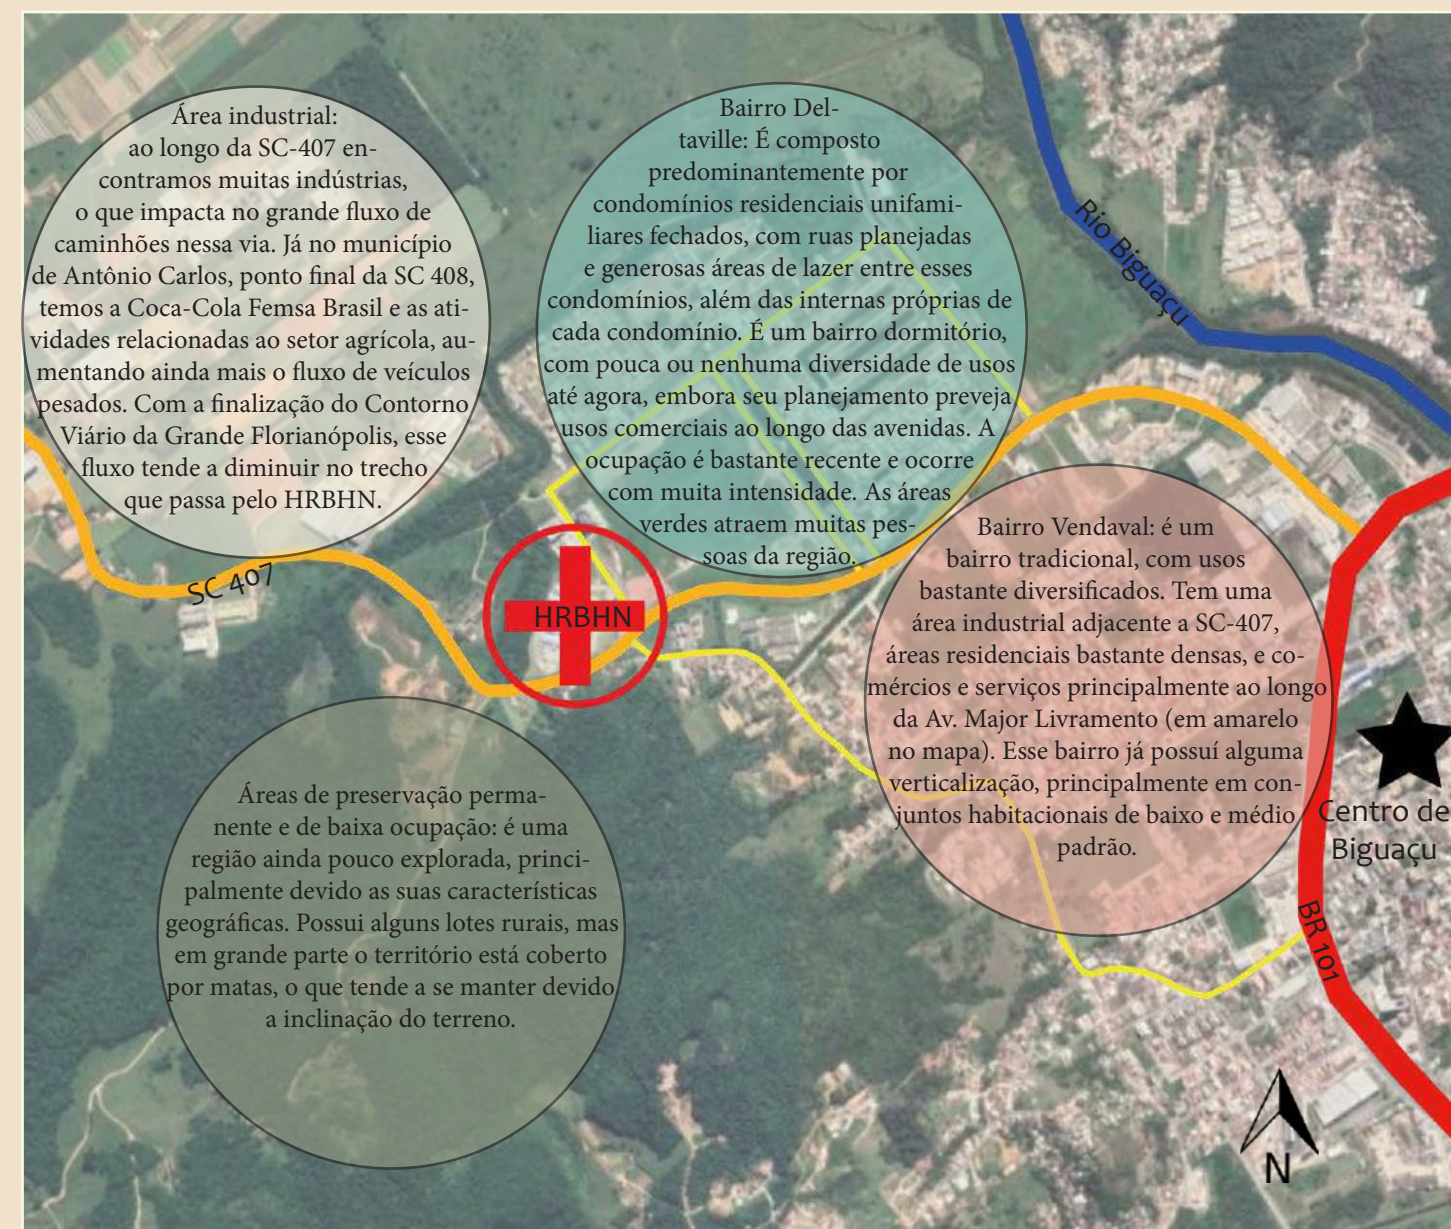 Área industrial:
ao longo da SC-407 en-
contramos muitas indústrias,
o que impacta no grande fluxo de
caminhões nessa via. Já no município
de Antônio Carlos, ponto final da SC 408,
temos a Coca-Cola Femsa Brasil e as ati-
vidades relacionadas ao setor agrícola, au-
mentando ainda mais o fluxo de veículos
pesados. Com a finalização do Contorno
Viário da Grande Florianópolis, esse
fluxo tende a diminuir no trecho
que passa pelo HRBHN.
Bairro Del-
taville: É composto
predominantemente por
condomínios residenciais unifami-
liares fechados, com ruas planejadas
e generosas áreas de lazer entre esses
condomínios, além das internas próprias de
cada condomínio. É um bairro dormitório,
com pouca ou nenhuma diversidade de usos
até agora, embora seu planejamento preveja
usos comerciais ao longo das avenidas. A
ocupação é bastante recente e ocorre
com muita intensidade. As áreas
verdes atraem muitas pes-
soas da região.
Rio Biguaçu
SC 407
HRBHN
Bairro Vendaval: é um
bairro tradicional, com usos
bastante diversificados. Tem uma
área industrial adjacente a SC-407,
áreas residenciais bastante densas, e co-
mércios e serviços principalmente ao longo
da Av. Major Livramento (em amarelo
no mapa). Esse bairro já possuí alguma
verticalização, principalmente em con-
juntos habitacionais de baixo e médio
padrão.
Centro de
Biguaçu
BR 101
Áreas de preservação perma-
nente e de baixa ocupação: é uma
região ainda pouco explorada, princi-
palmente devido as suas característifcas
geográficas. Possui alguns lotes rurais, mas
em grande parte o território está coberto
por matas, o que tende a se manter devido
a inclinação do terreno.
N